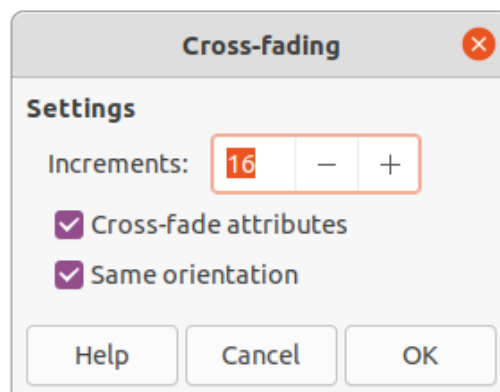 Cross-fading
Settings
Increments: 16
Cross-fade attributes
Same orientation
Help Cancel OK